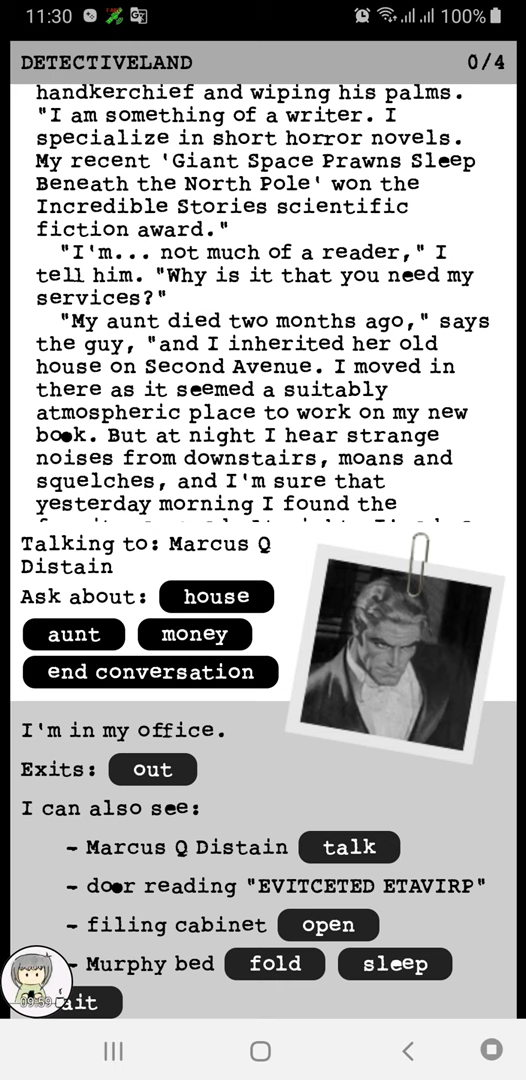 11:30
100%
DETECTIVELAND 0/4
handkerchief and wiping his palms.
"I am something of a writer. I
specialize in short horror novels.
My recent 'Giant Space Prawns Sleep
Beneath the North Pole' won the
Incredible Stories scientific
fiction award."
"I'm... not much of a reader," I
tell him. "Why is it that you need my
services?"
"My aunt died two months ago," says
the guy, "and I inherited her old
house on Second Avenue. I moved in
there as it seemed a suitably
atmospheric place to work on my new
book. But at night I hear strange
noises from downstairs, moans and
squelches, and I'm sure that
yesterday morning I found the
Talking to: Marcus Q
Distain
Ask about: house
aunt money
end conversation
I'm in my office.
Exits: out
I can also see:
- Marcus Q Distain talk
- door reading "EVITCETED ETAVIRP"
- filing cabinet open
- Murphy bed fold sleep
09:59
ait